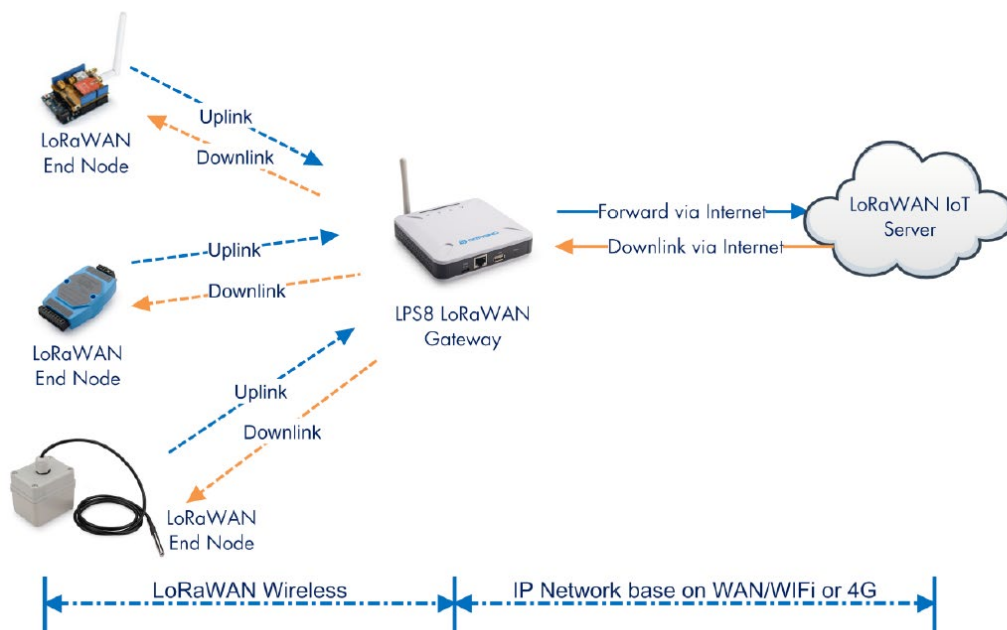 Uplink
Downlink
LoRaWAN
End Node
Uplink
Downlink
LoRaWAN
End Node
Uplink
Downlink
LoRaWAN
End Node
LPS8 LoRaWAN
Gateway
Forward via Internet
Downlink via Internet
LoRaWAN IoT
Server
LoRaWAN Wireless
IP Network base on WAN/WIFi or 4G